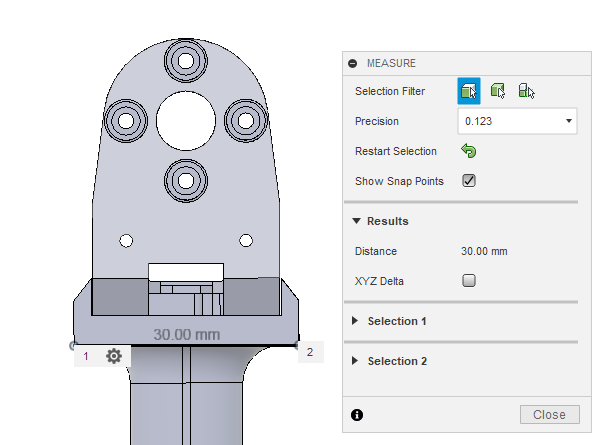 MEASURE
Selection Filter
Precision 0.123
Restart Selection
Show Snap Points
Results
Distance 30.00 mm
XYZ Delta
Selection 1
Selection 2
Close
30.00 mm
1
2